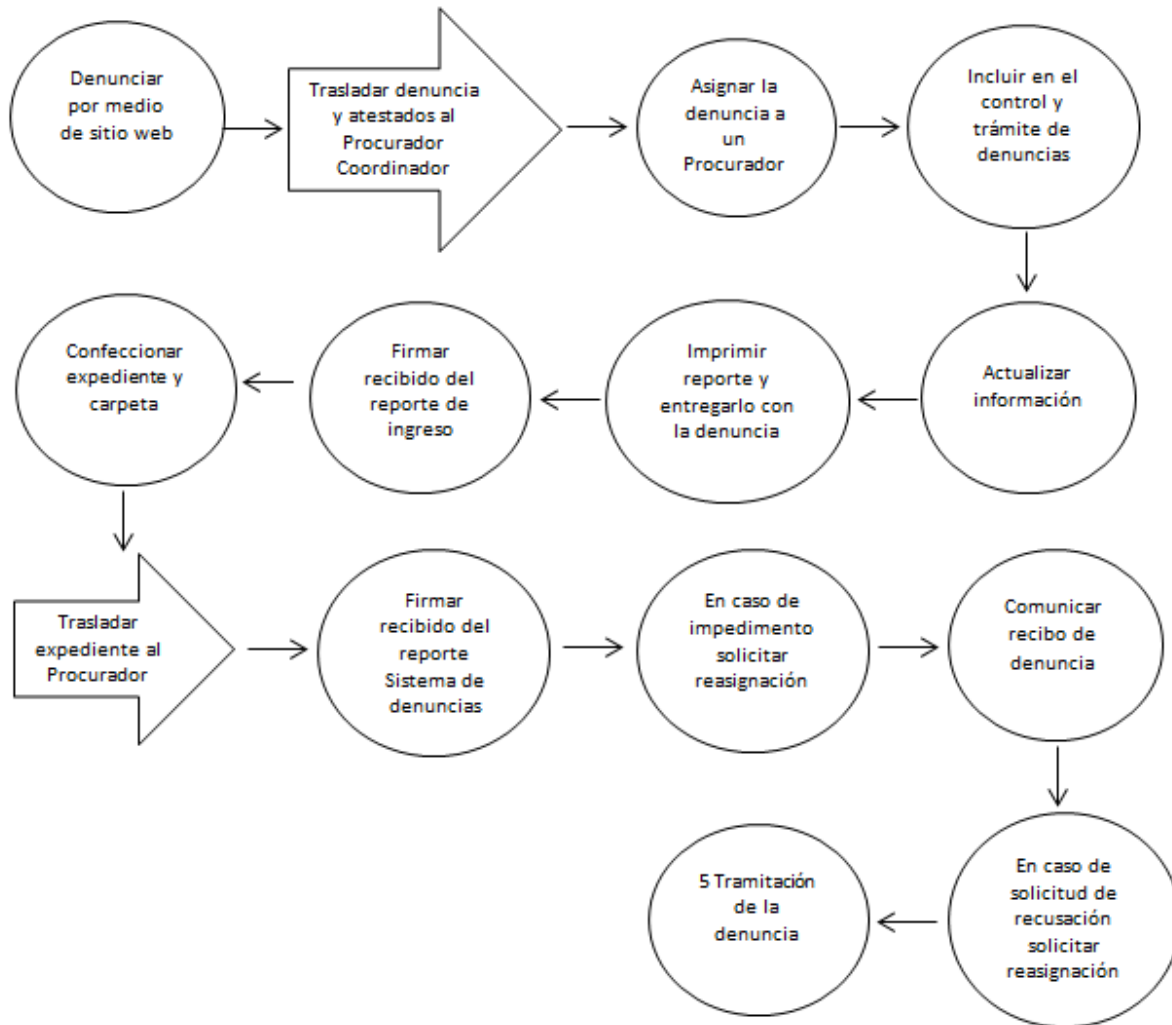 Denunciar
por medio
de sitio web
Trasladar denuncia
y atestados al
Procurador
Coordinador
Asignar la
denuncia a
un
Procurador
Incluir en el
control y
trámite de
denuncias
Actualizar
información
Imprimir
reporte y
entregarlo con
la denuncia
Firmar
recibido del
reporte de
ingreso
Confeccionar
expediente y
carpeta
Trasladar
expediente al
Procurador
Firmar
recibido del
reporte
Sistema de
denuncias
En caso de
impedimento
solicitar
reasignación
Comunicar
recibo de
denuncia
En caso de
solicitud de
recusación
solicitar
reasignación
5 Tramitación
de la
denuncia